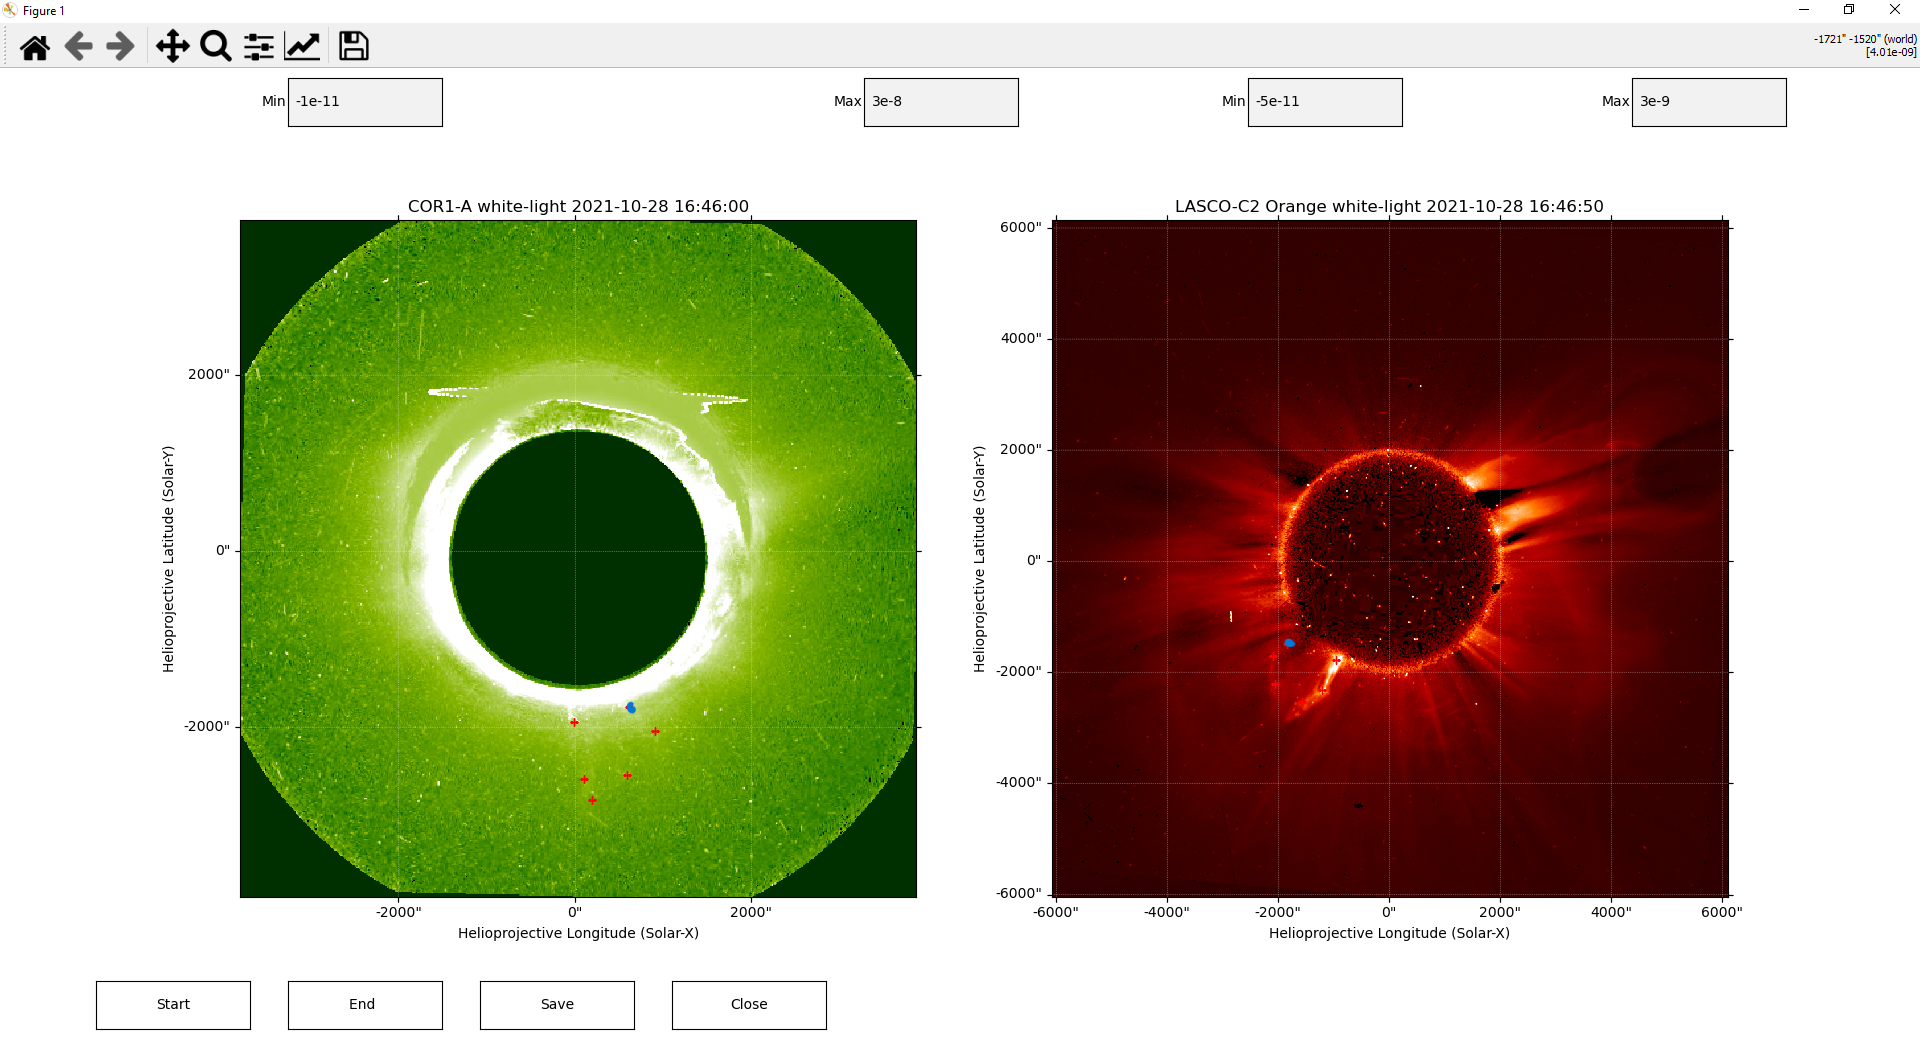 Figure 1
-1721" -1520" (world)
[4.01e-09]
Min -1e-11 Max 3e-8 Min -5e-11 Max 3e-9
COR1-A white-light 2021-10-28 16:46:00
2000"
0"
-2000"
Helioprojective Latitude (Solar-Y)
-2000" 0" 2000"
Helioprojective Longitude (Solar-X)
LASCO-C2 Orange white-light 2021-10-28 16:46:50
6000"
4000"
2000"
0"
-2000"
-4000"
-6000"
Helioprojective Latitude (Solar-Y)
-6000" -4000" -2000" 0" 2000" 4000" 6000"
Helioprojective Longitude (Solar-X)
Start End Save Close